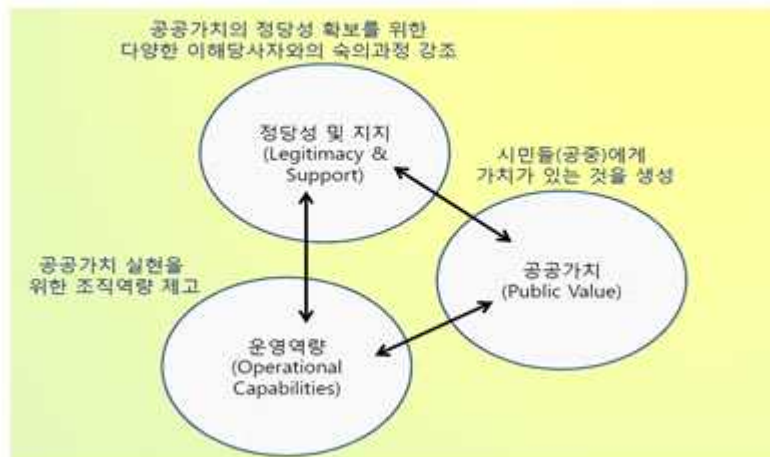 공공가치의 정당성 확보를 위한
다양한 이해당사자와의 숙의과정 강조
정당성 및 지지
(Legitimacy &
Support)
시민들(공중)에게
가치가 있는 것을 생성
공공가치 실현을
위한 조직역량 제고
공공가치
(Public Value)
운영역량
(Operational
Capabilities)